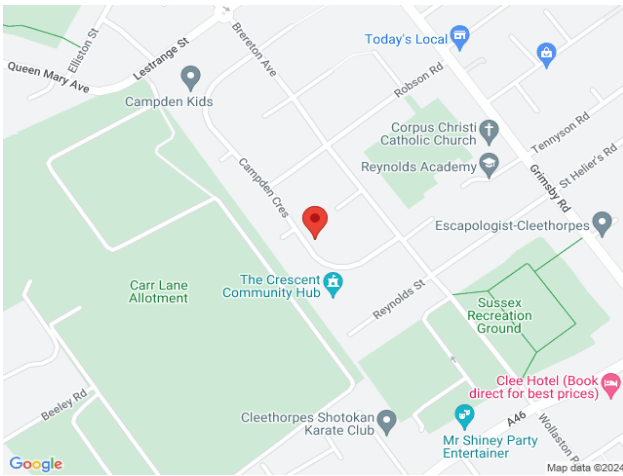 Elliston St
Lestrange St
Queen Mary Ave
Brereton Ave
Today's Local
Robson Rd
Campden Kids
Corpus Christi
Catholic Church
Tennyson Rd
Reynolds Academy
St Helier's Rd
Grimsby Rd
Campden Cres
Escapologist-Cleethorpes
The Crescent
Community Hub
Carr Lane
Allotment
Reynolds St
Sussex
Recreation
Ground
Beeley Rd
Clee Hotel (Book
direct for best prices)
Cleethorpes Shotokan
Karate Club
A46
Mr Shiney Party
Entertainer
Wollaston Rd
Google
Map data ©2024